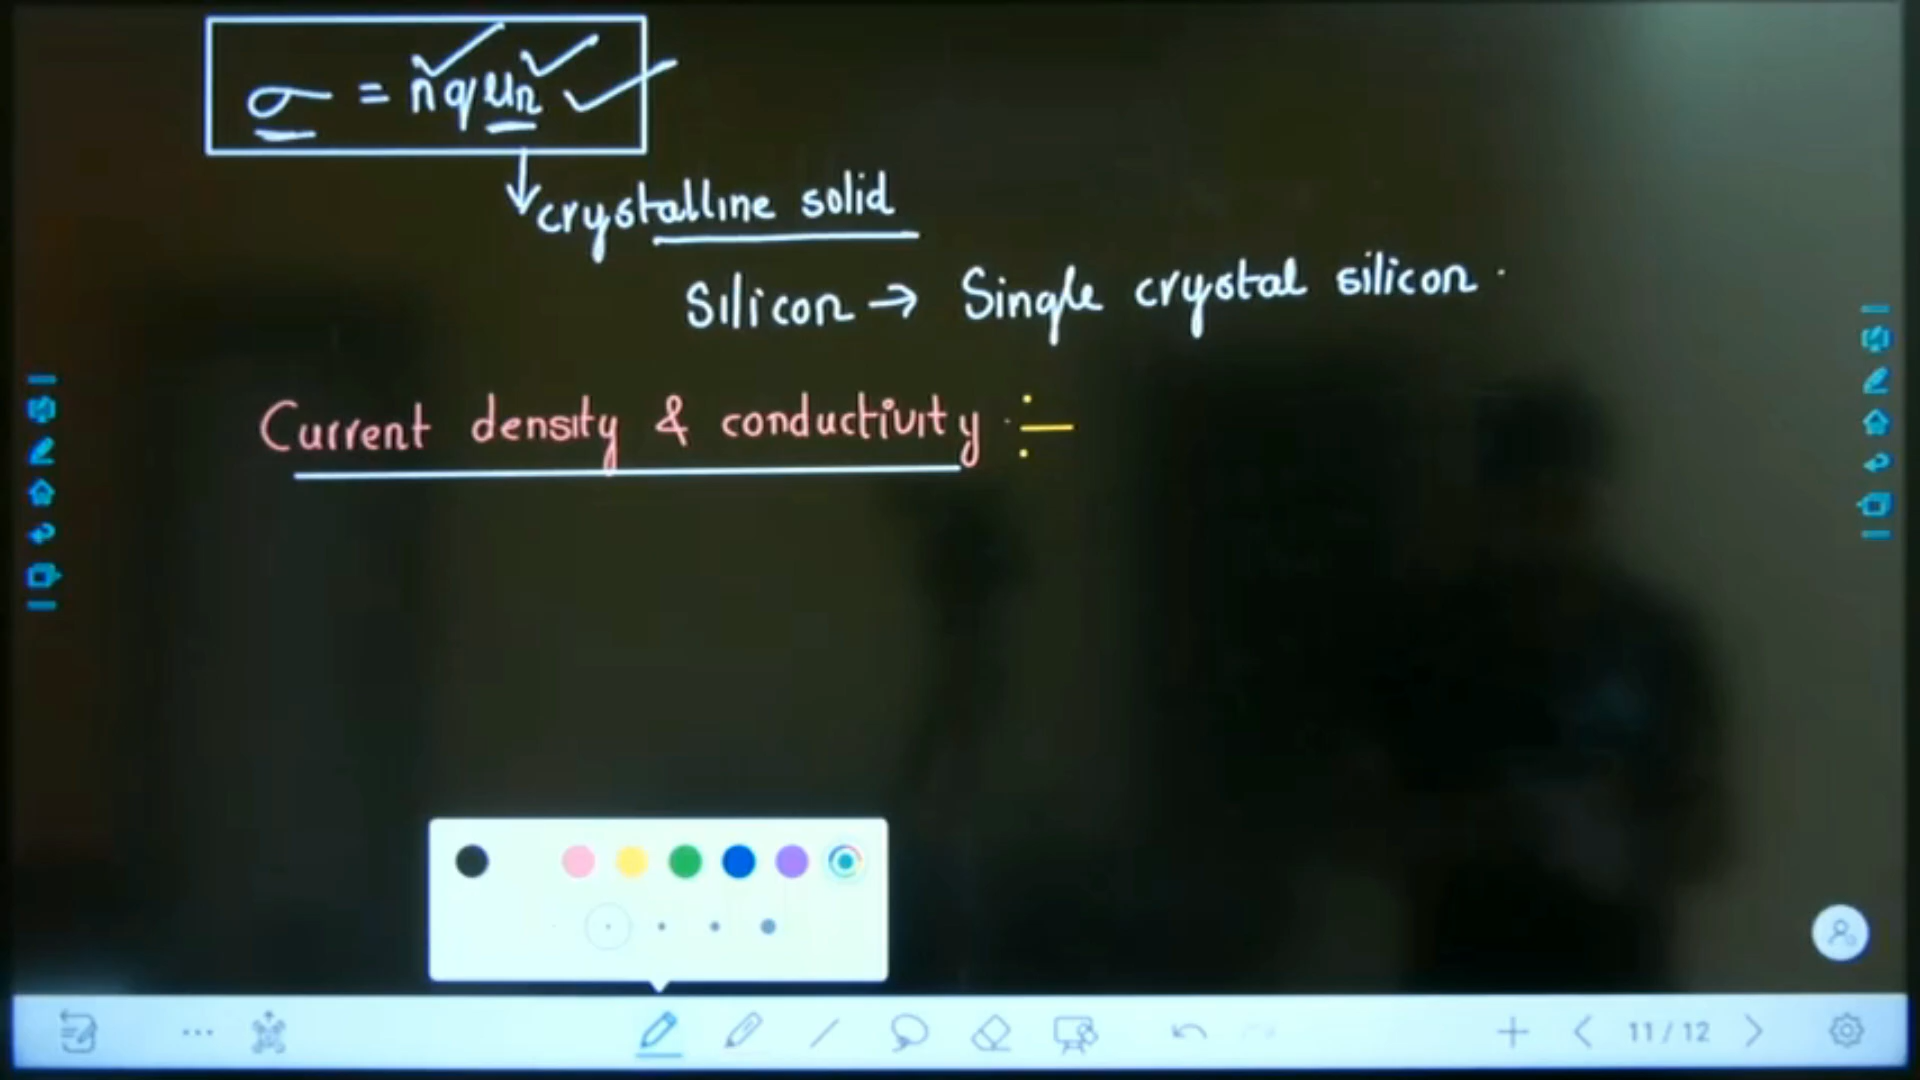 σ = nqμn
crystalline solid
Silicon → Single crystal silicon.
Current density & conductivity :-
11 / 12